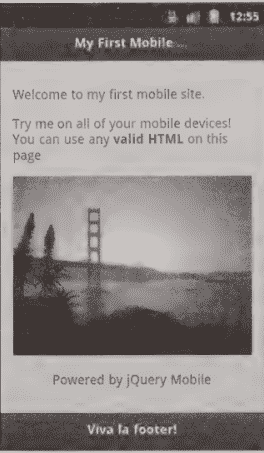 12:55
My First Mobile ...
Welcome to my first mobile site.
Try me on all of your mobile devices!
You can use any valid HTML on this
page
Powered by jQuery Mobile
Viva la footer!